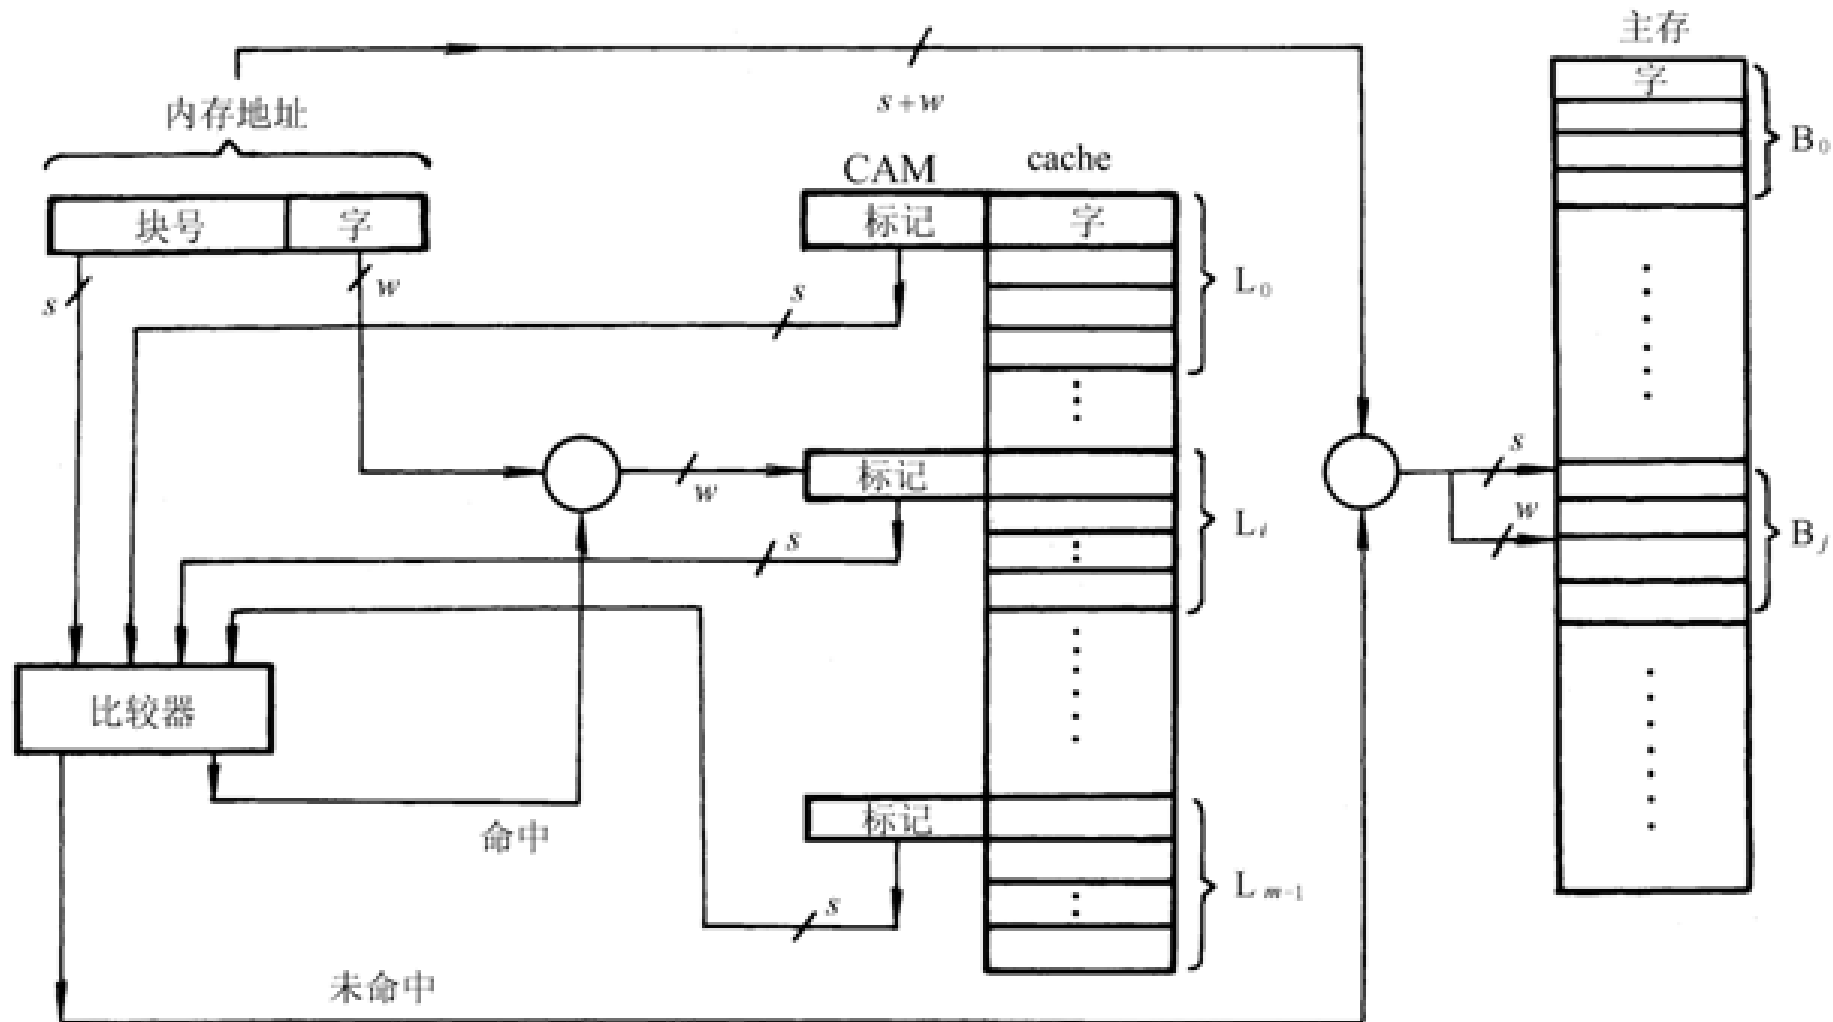 主存
字
B0
内存地址
s+w
CAM
cache
块号
字
标记
字
L0
s
w
s
标记
w
s
Li
s
w
Bj
比较器
命中
标记
s
Lm-1
未命中